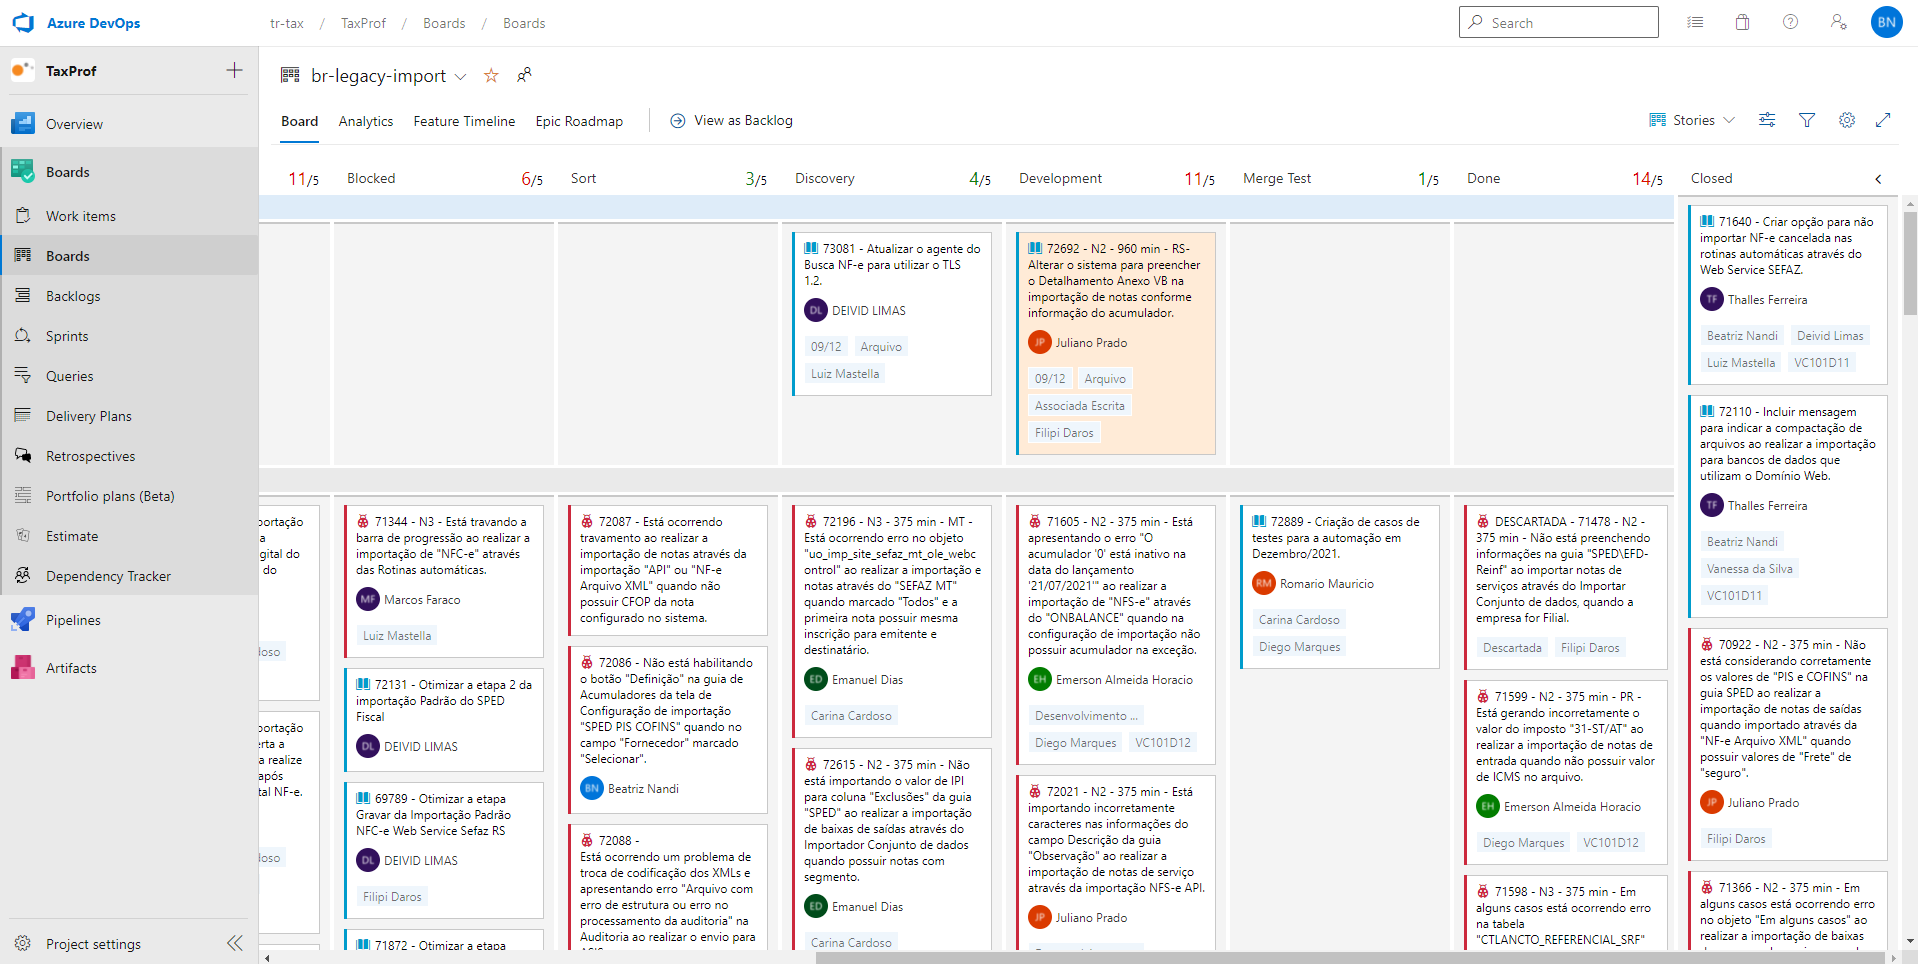 Azure DevOps
tr-tax / TaxProf / Boards / Boards
Search
BN
TaxProf
Overview
Boards
Work items
Boards
Backlogs
Sprints
Queries
Delivery Plans
Retrospectives
Portfolio plans (Beta)
Estimate
Dependency Tracker
Pipelines
Artifacts
Project settings
br-legacy-import
Board
Analytics
Feature Timeline
Epic Roadmap
View as Backlog
Stories
11/5
Blocked 6/5
Sort 3/5
Discovery 4/5
Development 11/5
Merge Test 1/5
Done 14/5
Closed
73081 - Atualizar o agente do
Busca NF-e para utilizar o TLS
1.2.
DL DEIVID LIMAS
09/12 Arquivo
Luiz Mastella
72692 - N2 - 960 min - RS-
Alterar o sistema para preencher
o Detalhamento Anexo VB na
importação de notas conforme
informação do acumulador.
JP Juliano Prado
09/12 Arquivo
Associada Escrita
Filipi Daros
ortação
a
gital do
do
doso
portação
erta a
a realize
após
tal NF-e.
doso
71344 - N3 - Está travando a
barra de progressão ao realizar a
importação de "NFC-e" através
das Rotinas automáticas.
MF Marcos Faraco
Luiz Mastella
72131 - Otimizar a etapa 2 da
importação Padrão do SPED
Fiscal
DL DEIVID LIMAS
69789 - Otimizar a etapa
Gravar da Importação Padrão
NFC-e Web Service Sefaz RS
DL DEIVID LIMAS
Filipi Daros
71872 - Otimizar a etapa
72087 - Está ocorrendo
travamento ao realizar a
importação de notas através da
importação "API" ou "NF-e
Arquivo XML" quando não
possuir CFOP da nota
configurado no sistema.
72086 - Não está habilitando
o botão "Definição" na guia de
Acumuladores da tela de
Configuração de importação
"SPED PIS COFINS" quando no
campo "Fornecedor" marcado
"Selecionar".
BN Beatriz Nandi
72088 -
Está ocorrendo um problema de
troca de codificação dos XMLs e
apresentando erro "Arquivo com
erro de estrutura ou erro no
processamento da auditoria" na
Auditoria ao realizar o envio para
72196 - N3 - 375 min - MT -
Está ocorrendo erro no objeto
"uo_imp_site_sefaz_mt_ole_webc
ontrol" ao realizar a importação e
notas através do "SEFAZ MT"
quando marcado "Todos" e a
primeira nota possuir mesma
inscrição para emitente e
destinatário.
ED Emanuel Dias
Carina Cardoso
72615 - N2 - 375 min - Não
está importando o valor de IPI
para coluna "Exclusões" da guia
"SPED" ao realizar a importação
de baixas de saídas através do
Importador Conjunto de dados
quando possuir notas com
segmento.
ED Emanuel Dias
Carina Cardoso
71605 - N2 - 375 min - Está
apresentando o erro "O
acumulador '0' está inativo na
data do lançamento
'21/07/2021'" ao realizar a
importação de "NFS-e" através
do "ONBALANCE" quando na
configuração de importação não
possuir acumulador na exceção.
EH Emerson Almeida Horacio
Desenvolvimento ...
Diego Marques VC101D12
72021 - N2 - 375 min - Está
importando incorretamente
caracteres nas informações do
campo Descrição da guia
"Observação" ao realizar a
importação de notas de serviço
através da importação NFS-e API.
JP Juliano Prado
72889 - Criação de casos de
testes para a automação em
Dezembro/2021.
RM Romario Mauricio
Carina Cardoso
Diego Marques
DESCARTADA - 71478 - N2 -
375 min - Não está preenchendo
informações na guia "SPED\EFD-
Reinf" ao importar notas de
serviços através do Importar
Conjunto de dados, quando a
empresa for Filial.
Descartada Filipi Daros
71599 - N2 - 375 min - PR -
Está gerando incorretamente o
valor do imposto "31-ST/AT" ao
realizar a importação de notas de
entrada quando não possuir valor
de ICMS no arquivo.
EH Emerson Almeida Horacio
Diego Marques VC101D12
71598 - N3 - 375 min - Em
alguns casos está ocorrendo erro
na tabela
"CTLANCTO_REFERENCIAL_SRF"
71640 - Criar opção para não
importar NF-e cancelada nas
rotinas automáticas através do
Web Service SEFAZ.
TF Thalles Ferreira
Beatriz Nandi Deivid Limas
Luiz Mastella VC101D11
72110 - Incluir mensagem
para indicar a compactação de
arquivos ao realizar a importação
para bancos de dados que
utilizam o Domínio Web.
TF Thalles Ferreira
Beatriz Nandi
Vanessa da Silva
VC101D11
70922 - N2 - 375 min - Não
está considerando corretamente
os valores de "PIS e COFINS" na
guia SPED ao realizar a
importação de notas de saídas
quando importado através da
"NF-e Arquivo XML" quando
possuir valores de "Frete" de
"seguro".
JP Juliano Prado
Filipi Daros
71366 - N2 - 375 min - Em
alguns casos está ocorrendo erro
no objeto "Em alguns casos" ao
realizar a importação de baixas